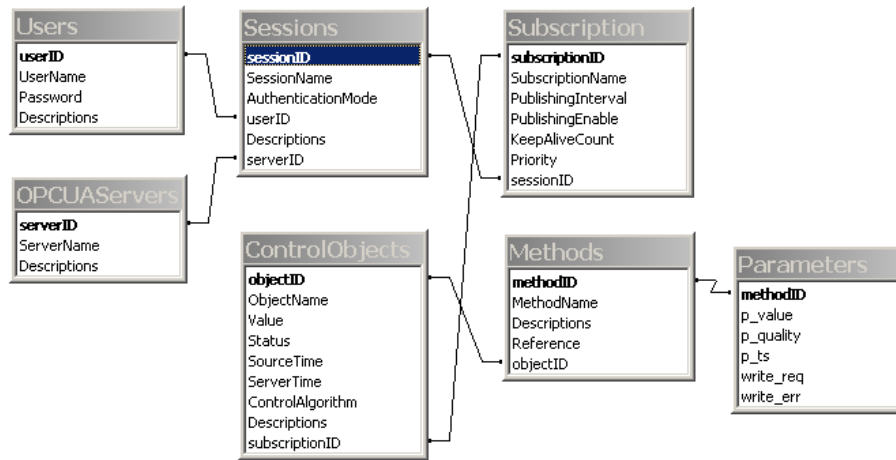 Users
userID
UserName
Password
Descriptions
Sessions
sessionID
SessionName
AuthenticationMode
userID
Descriptions
serverID
Subscription
subscriptionID
SubscriptionName
PublishingInterval
PublishingEnable
KeepAliveCount
Priority
sessionID
OPCUAServers
serverID
ServerName
Descriptions
ControlObjects
objectID
ObjectName
Value
Status
SourceTime
ServerTime
ControlAlgorithm
Descriptions
subscriptionID
Methods
methodID
MethodName
Descriptions
Reference
objectID
Parameters
methodID
p_value
p_quality
p_ts
write_req
write_err